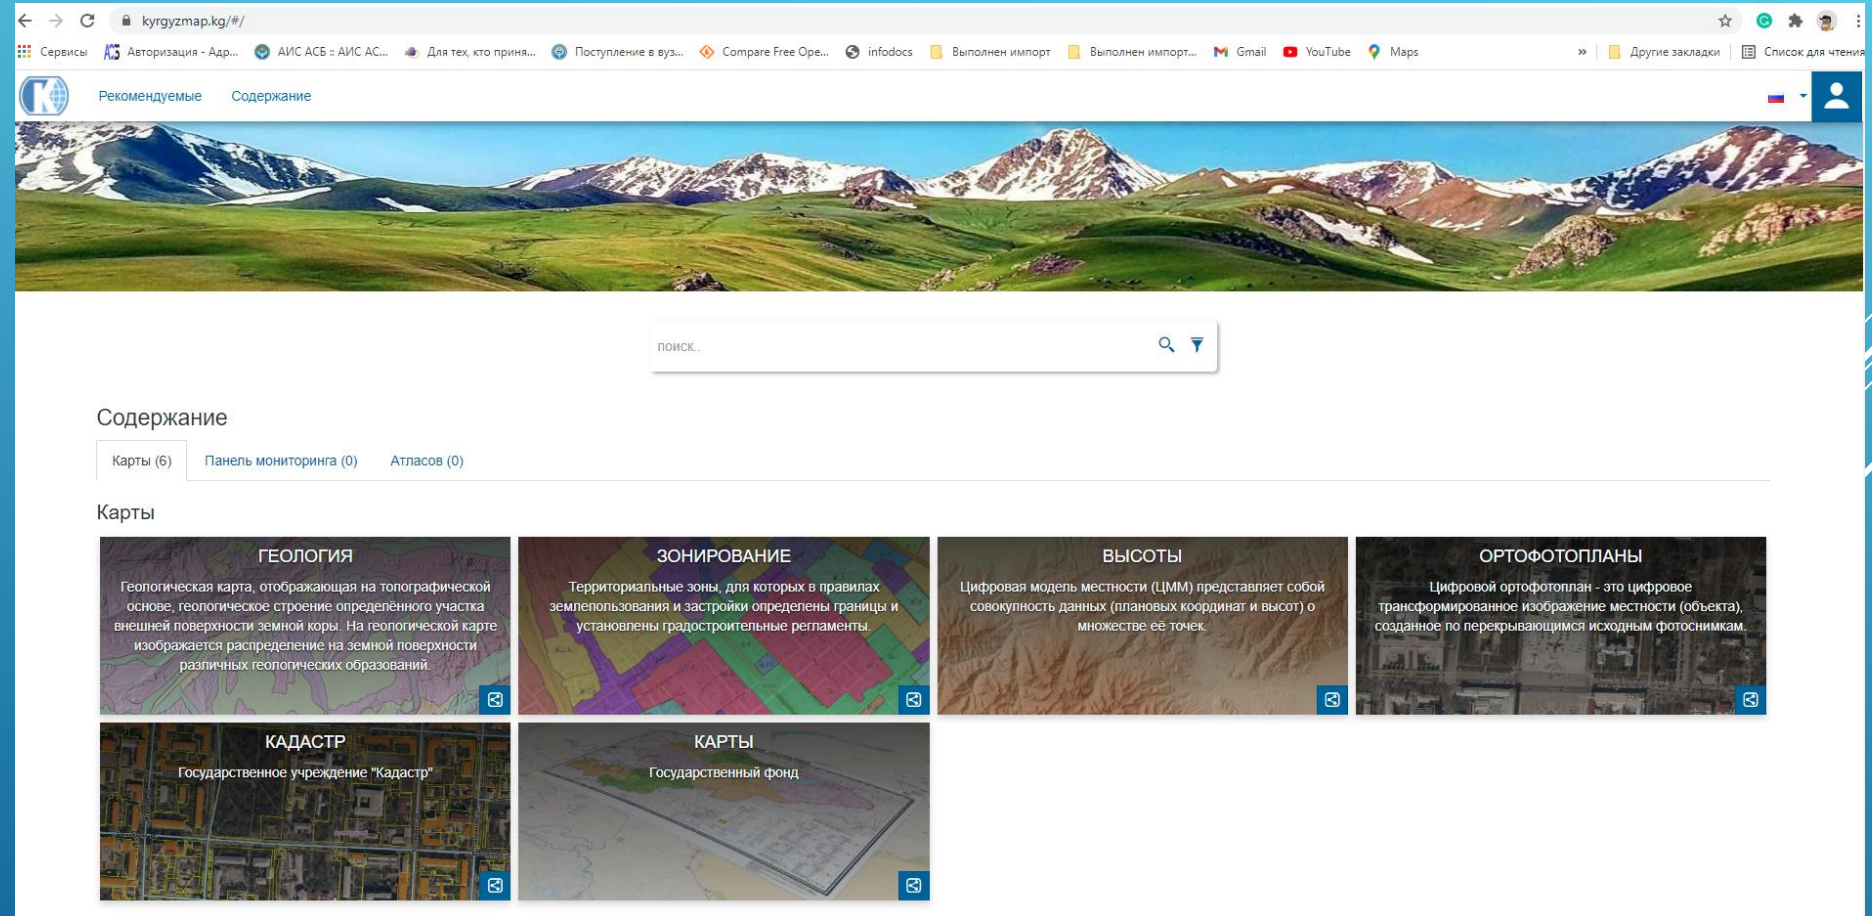 kyrgyzmap.kg/#/
Сервисы Авторизация - Адр... АИС АСБ :: АИС АС... Для тех, кто приня... Поступление в вуз... Compare Free Ope... infodocs Выполнен импорт Выполнен импорт... Gmail YouTube Maps » Другие закладки Список для чтения
Рекомендуемые Содержание
поиск..
Содержание
Карты (6) Панель мониторинга (0) Атласов (0)
Карты
ГЕОЛОГИЯ
Геологическая карта, отображающая на топографической
основе, геологическое строение определённого участка
внешней поверхности земной коры. На геологической карте
изображается распределение на земной поверхности
различных геологических образований.
ЗОНИРОВАНИЕ
Территориальные зоны, для которых в правилах
землепользования и застройки определены границы и
установлены градостроительные регламенты.
ВЫСОТЫ
Цифровая модель местности (ЦММ) представляет собой
совокупность данных (плановых координат и высот) о
множестве её точек.
ОРТОФОТОПЛАНЫ
Цифровой ортофотоплан - это цифровое
трансформированное изображение местности (объекта),
созданное по перекрывающимся исходным фотоснимкам.
КАДАСТР
Государственное учреждение "Кадастр"
КАРТЫ
Государственный фонд